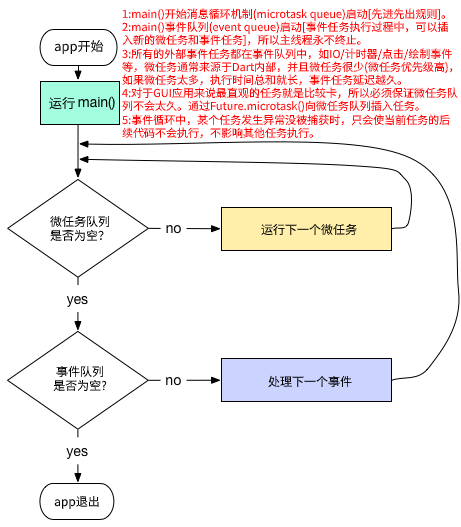 1:main()开始消息循环机制(microtask queue)启动[先进先出规则]。
2:main()事件队列(event queue)启动[事件任务执行过程中，可以插
入新的微任务和事件任务]，所以主线程永不终止。
3:所有的外部事件任务都在事件队列中，如IO/计时器/点击/绘制事件
等，微任务通常来源于Dart内部，并且微任务很少(微任务优先级高)，
如果微任务太多，执行时间总和就长，事件任务延迟越久。
4:对于GUI应用来说最直观的任务就是比较卡，所以必须保证微任务队
列不会太久。通过Future.microtask()向微任务队列插入任务。
5:事件循环中，某个任务发生异常没被捕获时，只会使当前任务的后
续代码不会执行，不影响其他任务执行。
app开始
运行 main()
微任务队列
是否为空？
no
运行下一个微任务
yes
事件队列
是否为空？
no
处理下一个事件
yes
app退出